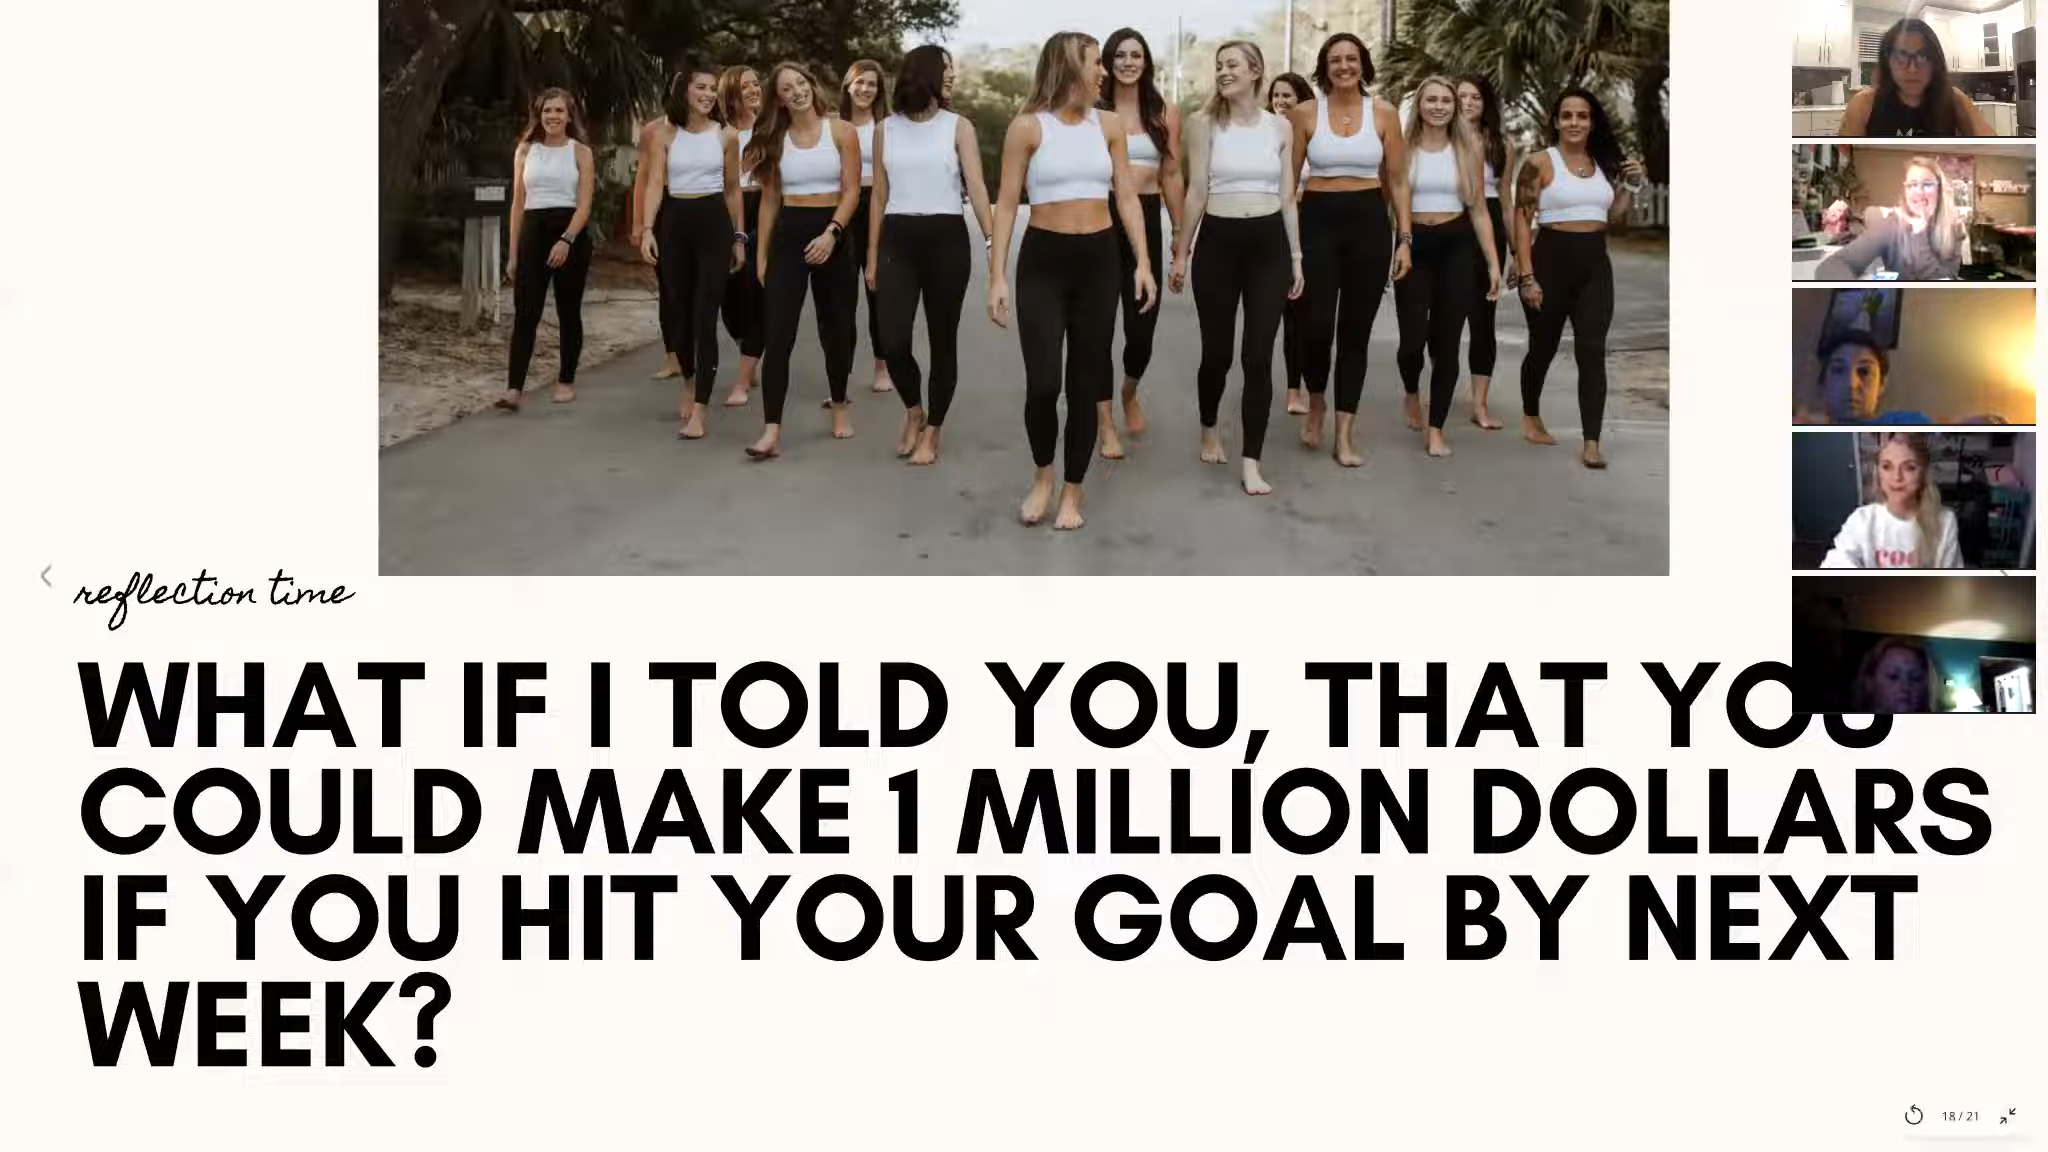 reflection time
WHAT IF I TOLD YOU, THAT YOU
COULD MAKE 1 MILLION DOLLARS
IF YOU HIT YOUR GOAL BY NEXT
WEEK?
18 / 21